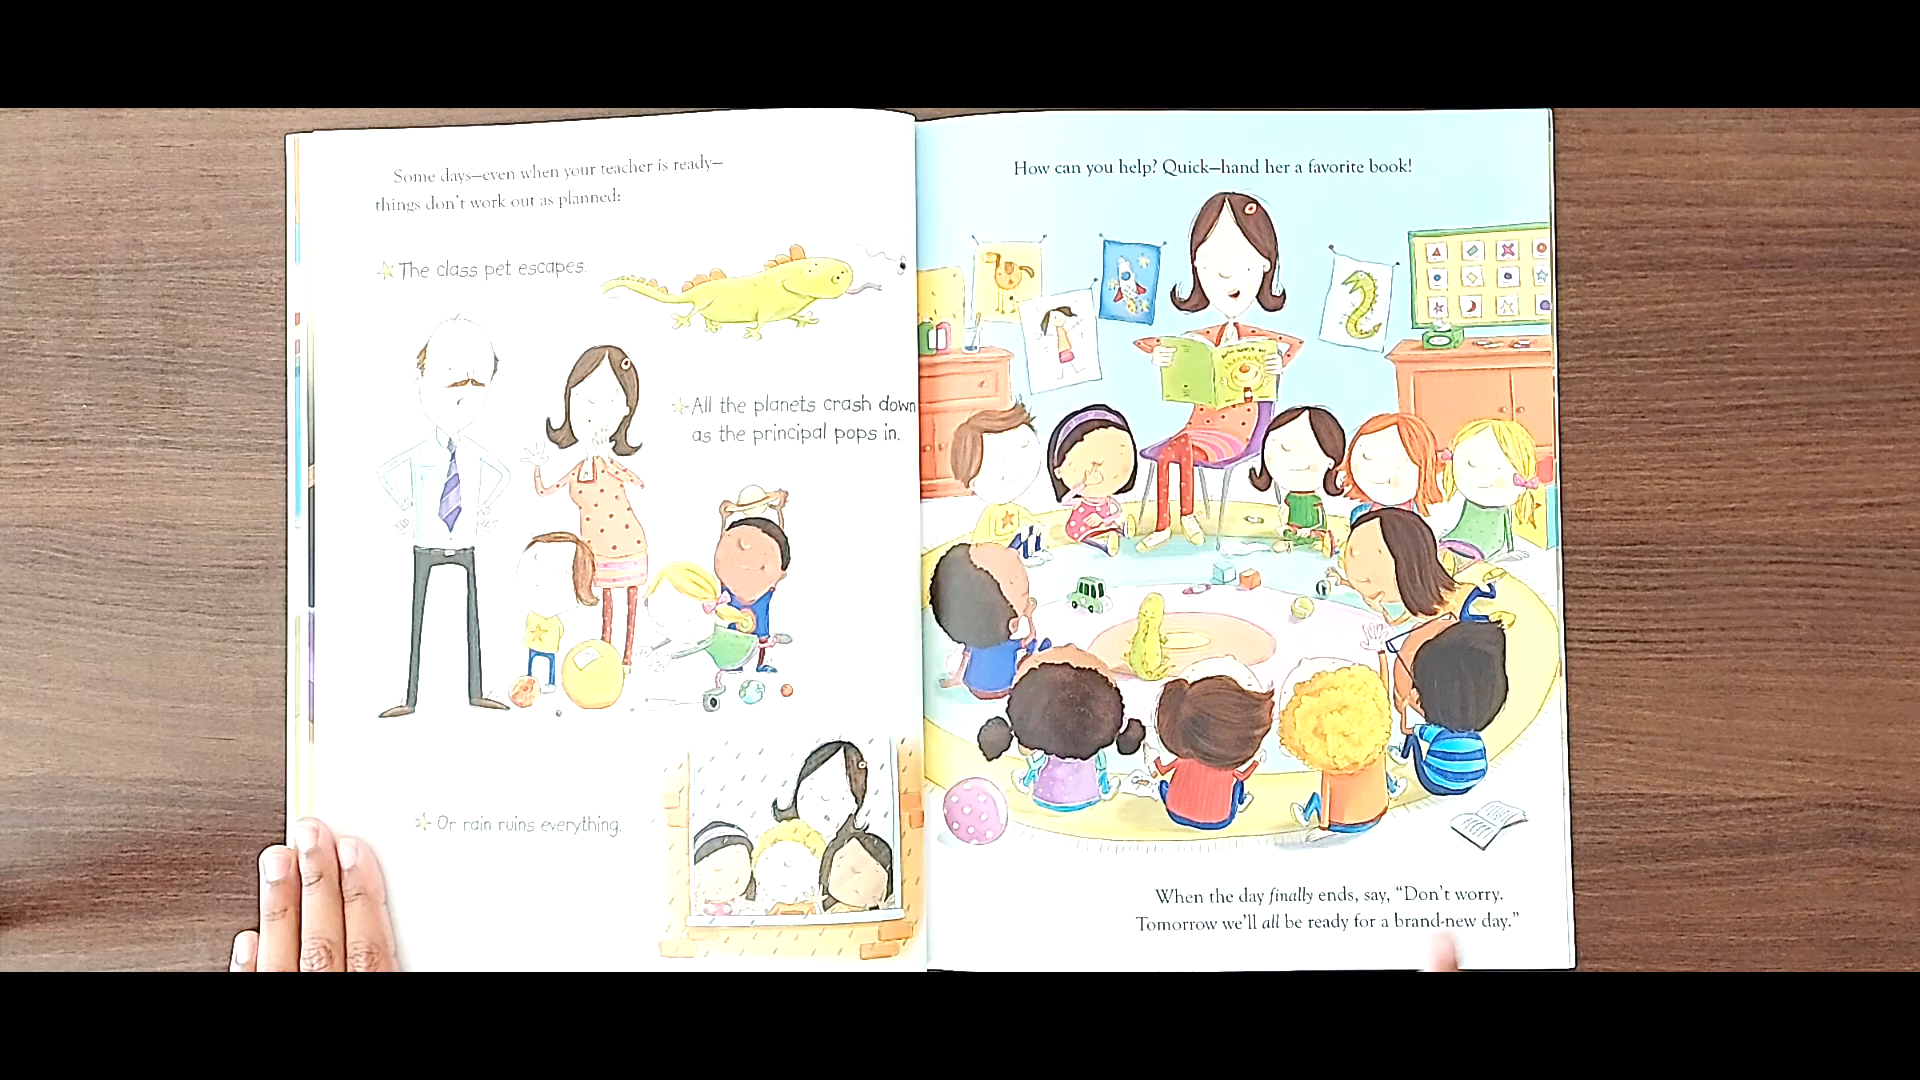 Some days—even when your teacher is ready—
things don't work out as planned:
The class pet escapes.
All the planets crash down
as the principal pops in.
Or rain ruins everything.
How can you help? Quick—hand her a favorite book!
When the day finally ends, say, “Don't worry.
Tomorrow we'll all be ready for a brand-new day.”